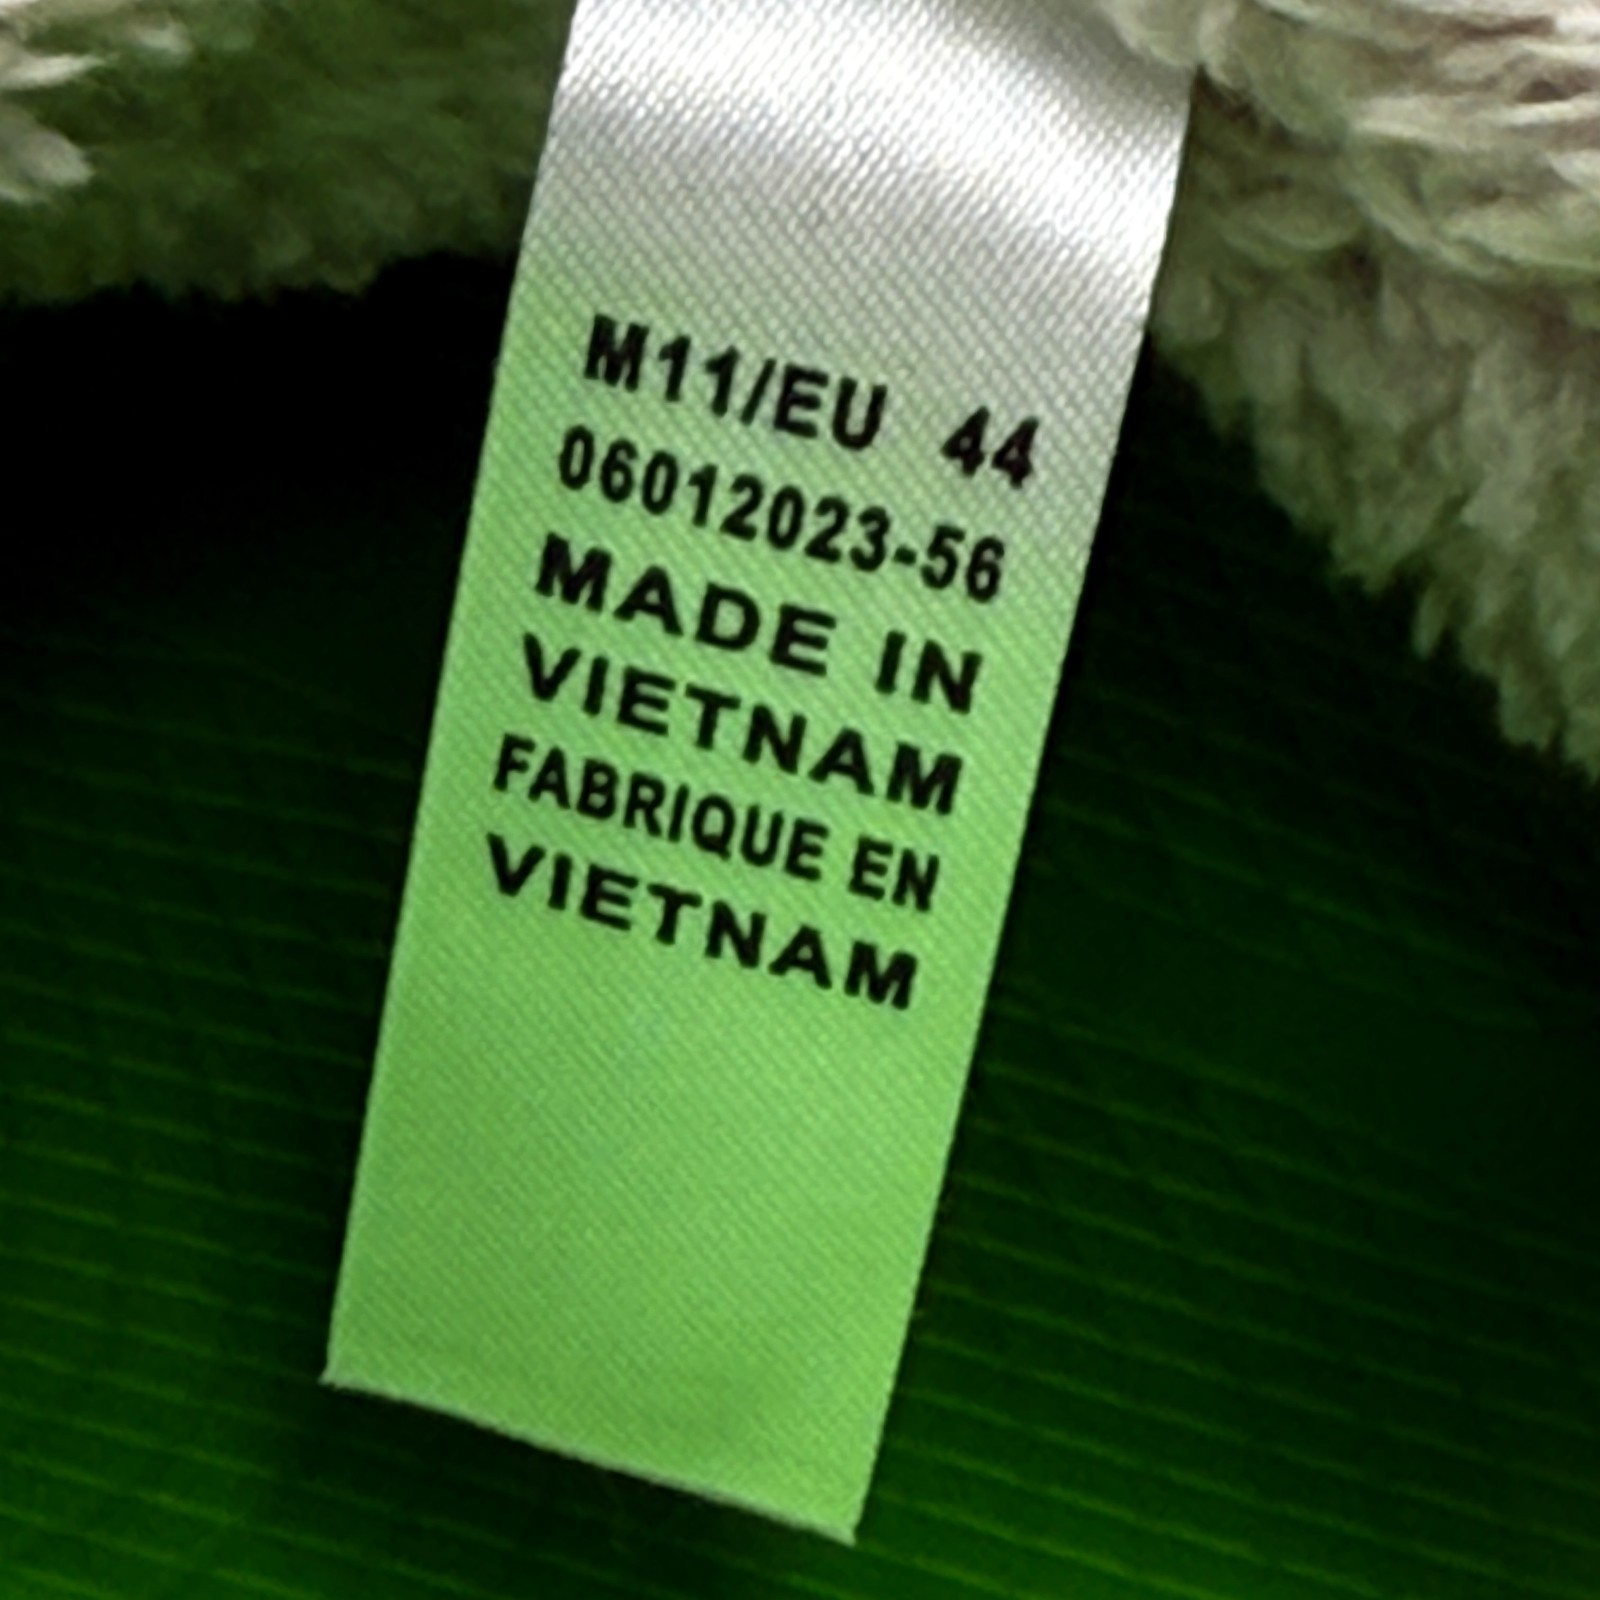 M11/EU 44
06012023-56
MADE IN
VIETNAM
FABRIQUE EN
VIETNAM